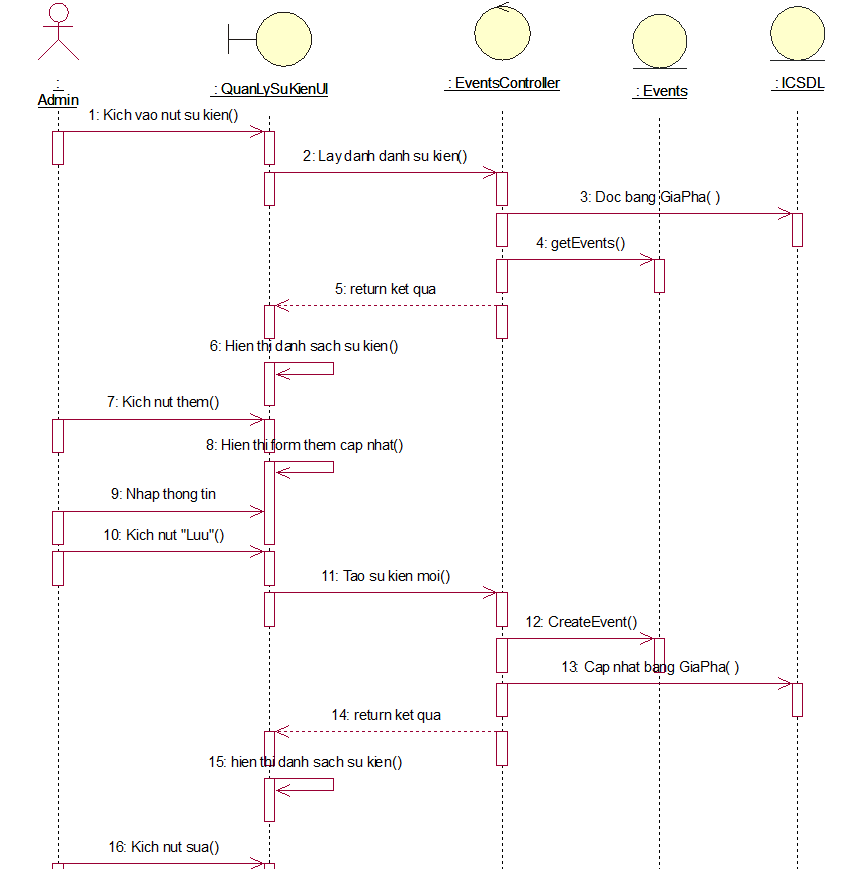 :
Admin
: QuanLySuKienUI
: EventsController
: Events
: ICSDL
1: Kich vao nut su kien()
2: Lay danh danh su kien()
3: Doc bang GiaPha( )
4: getEvents()
5: return ket qua
6: Hien thi danh sach su kien()
7: Kich nut them()
8: Hien thi form them cap nhat()
9: Nhap thong tin
10: Kich nut "Luu"()
11: Tao su kien moi()
12: CreateEvent()
13: Cap nhat bang GiaPha( )
14: return ket qua
15: hien thi danh sach su kien()
16: Kich nut sua()